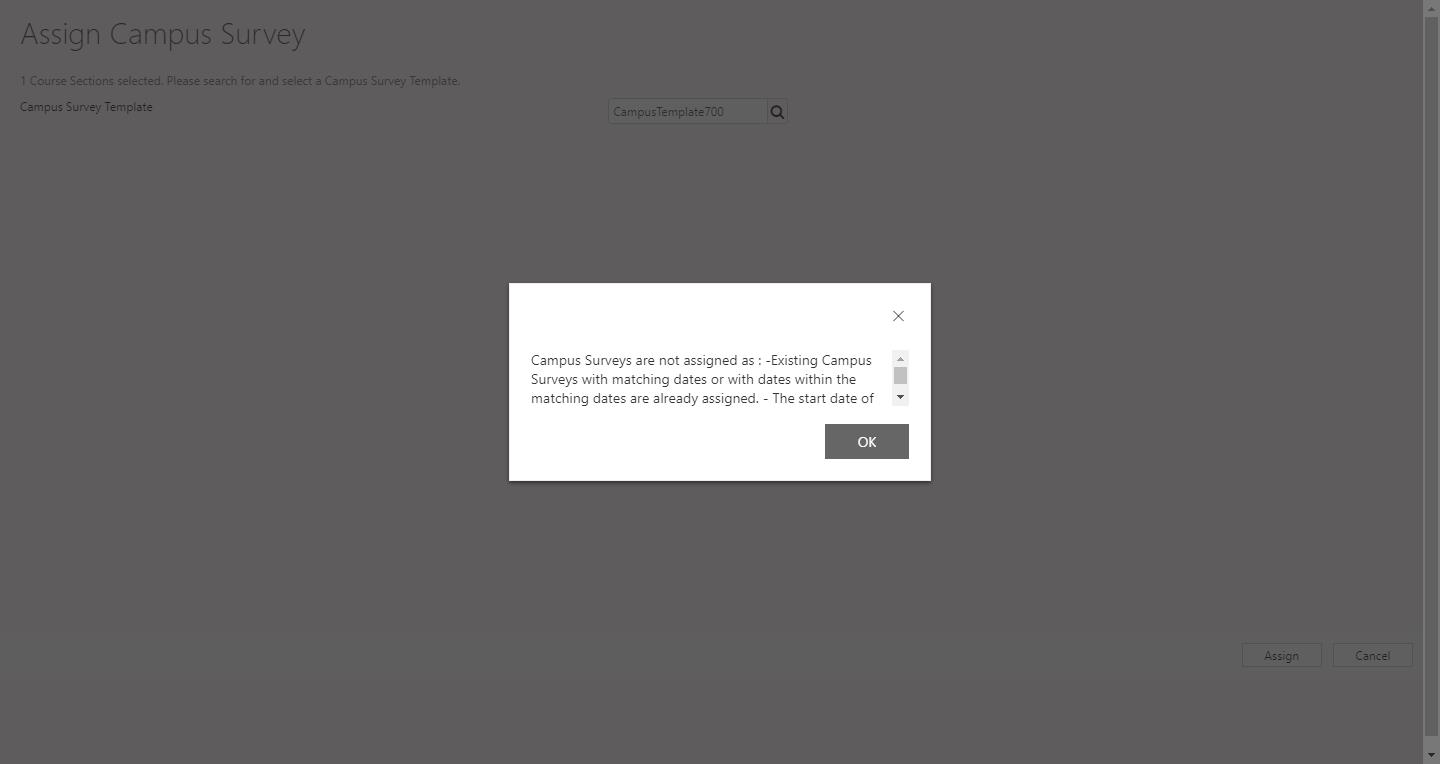 Assign Campus Survey
1 Course Sections selected. Please search for and select a Campus Survey Template.
Campus Survey Template
CampusTemplate700
Campus Surveys are not assigned as : -Existing Campus
Surveys with matching dates or with dates within the
matching dates are already assigned. - The start date of
OK
Assign
Cancel